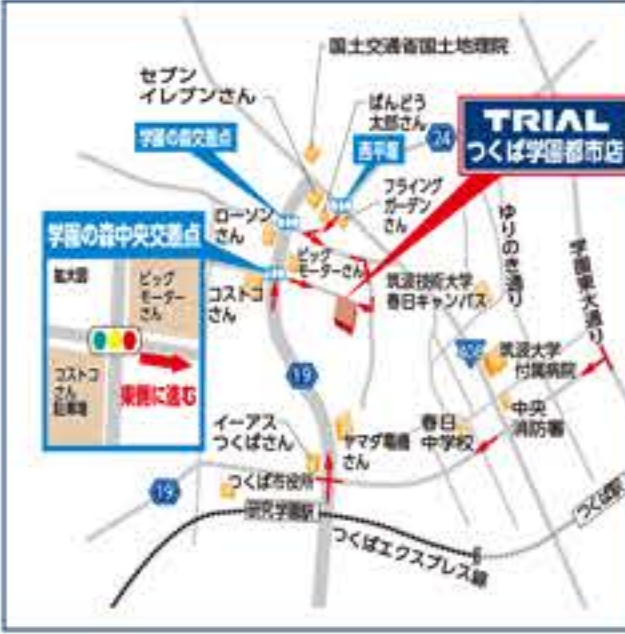 国土交通省国土地理院
セブン
イレブンさん
ばんどう
太郎さん
24
TRIAL
つくば学園都市店
学園の森交差点
西平塚
フライング
ガーデン
さん
ローソン
さん
学園の森中央交差点
ビッグ
モーターさん
ゆりのき通り
学園東大通り
拡大図
ビッグ
モーター
さん
コストコ
さん
筑波技術大学
春日キャンパス
コストコ
さん
駐車場
東側に進む
19
408
筑波大学
付属病院
中央
消防署
イーアス
つくばさん
ヤマダ電機
さん
春日
中学校
19
つくば市役所
研究学園駅
つくばエクスプレス線
つくば駅